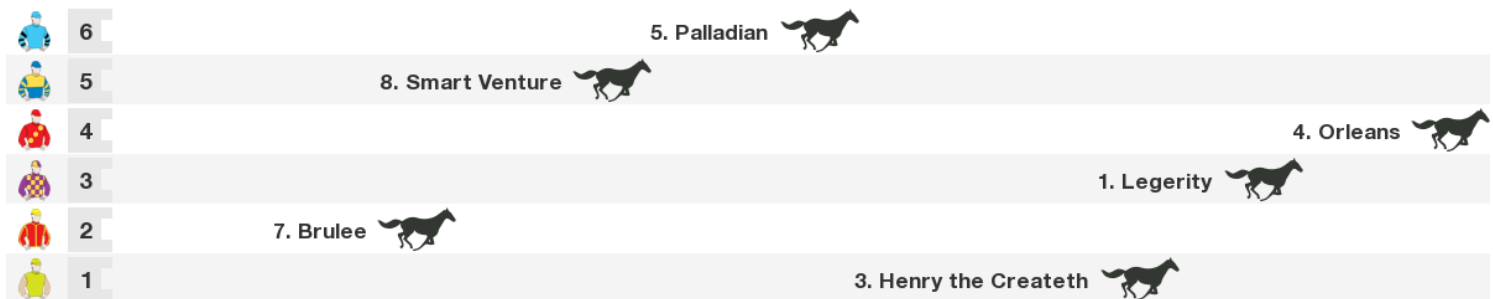 6 5. Palladian
5 8. Smart Venture
4 4. Orleans
3 1. Legerity
2 7. Brulee
1 3. Henry the Createth